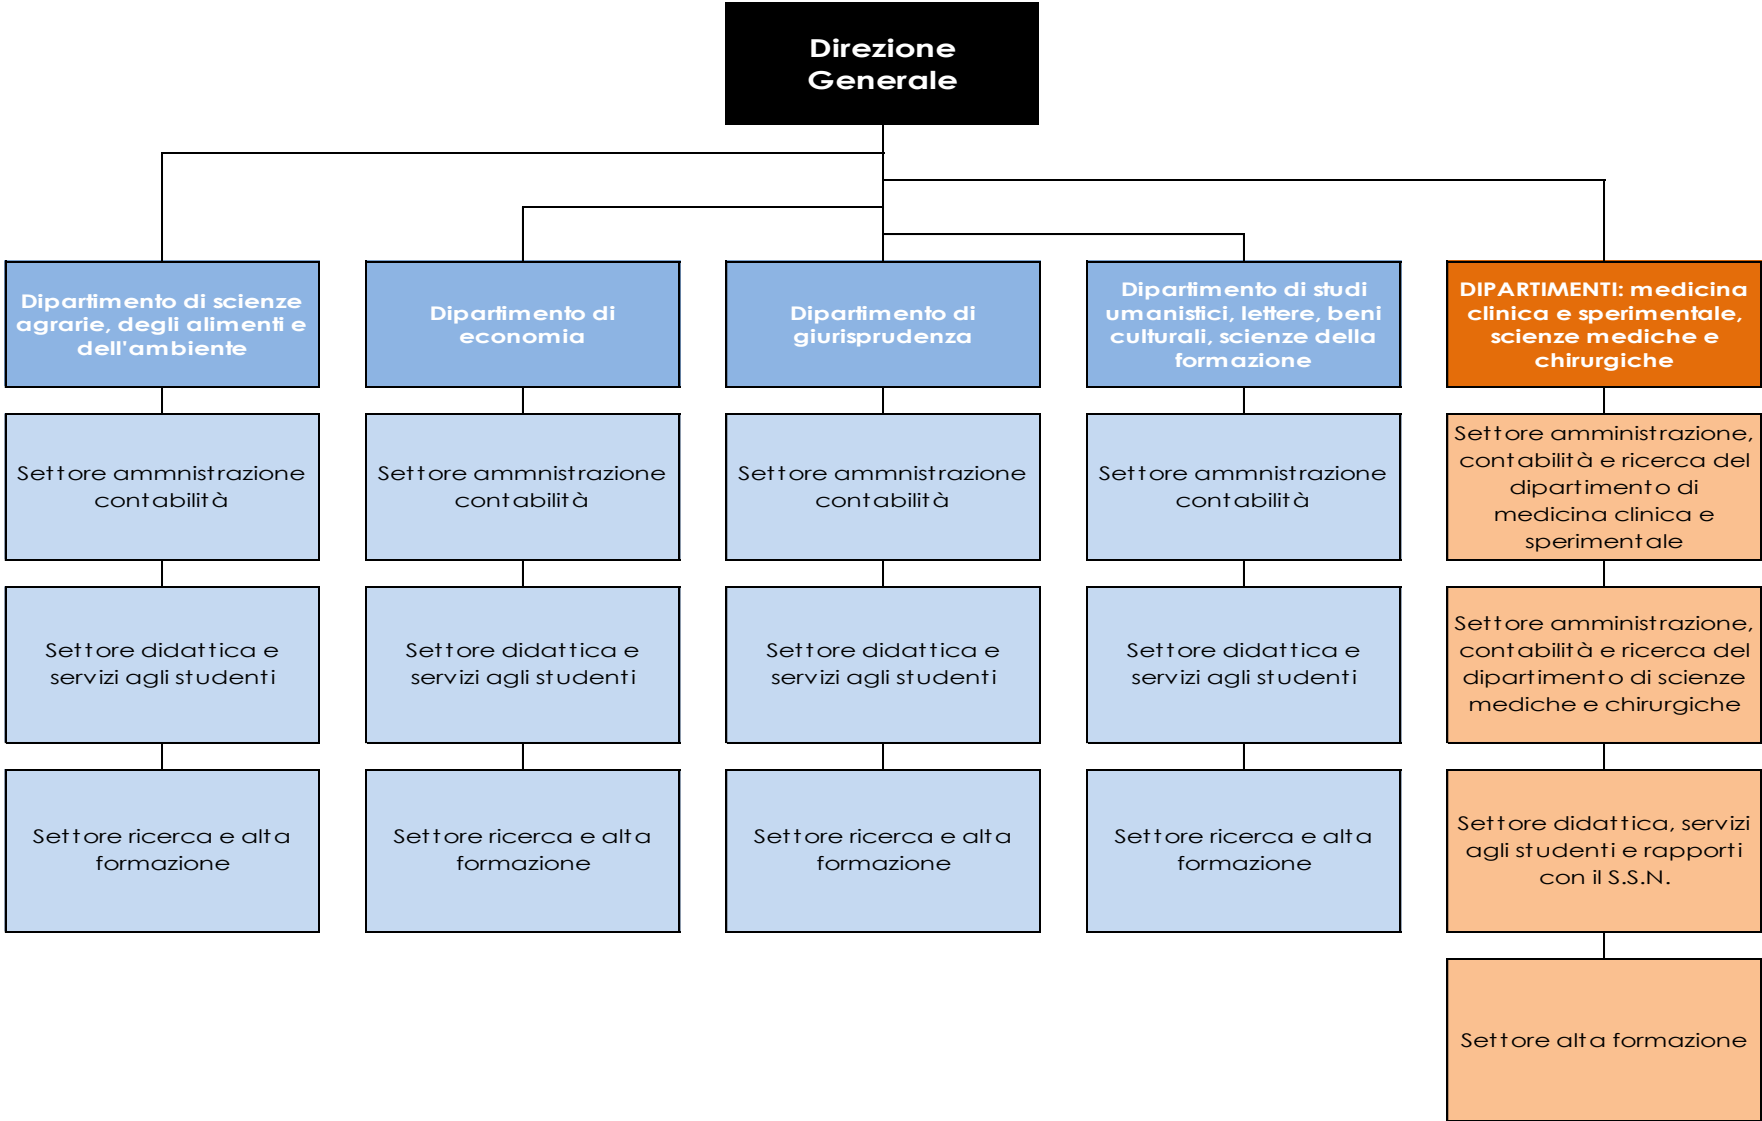 Direzione
Generale
Dipartimento di scienze
agrarie, degli alimenti e
dell'ambiente
Dipartimento di
economia
Dipartimento di
giurisprudenza
Dipartimento di studi
umanistici, lettere, beni
culturali, scienze della
formazione
DIPARTIMENTI: medicina
clinica e sperimentale,
scienze mediche e
chirurgiche
Settore ammnistrazione
contabilità
Settore ammnistrazione
contabilità
Settore ammnistrazione
contabilità
Settore ammnistrazione
contabilità
Settore amministrazione,
contabilità e ricerca del
dipartimento di
medicina clinica e
sperimentale
Settore didattica e
servizi agli studenti
Settore didattica e
servizi agli studenti
Settore didattica e
servizi agli studenti
Settore didattica e
servizi agli studenti
Settore amministrazione,
contabilità e ricerca del
dipartimento di scienze
mediche e chirurgiche
Settore ricerca e alta
formazione
Settore ricerca e alta
formazione
Settore ricerca e alta
formazione
Settore ricerca e alta
formazione
Settore didattica, servizi
agli studenti e rapporti
con il S.S.N.
Settore alta formazione